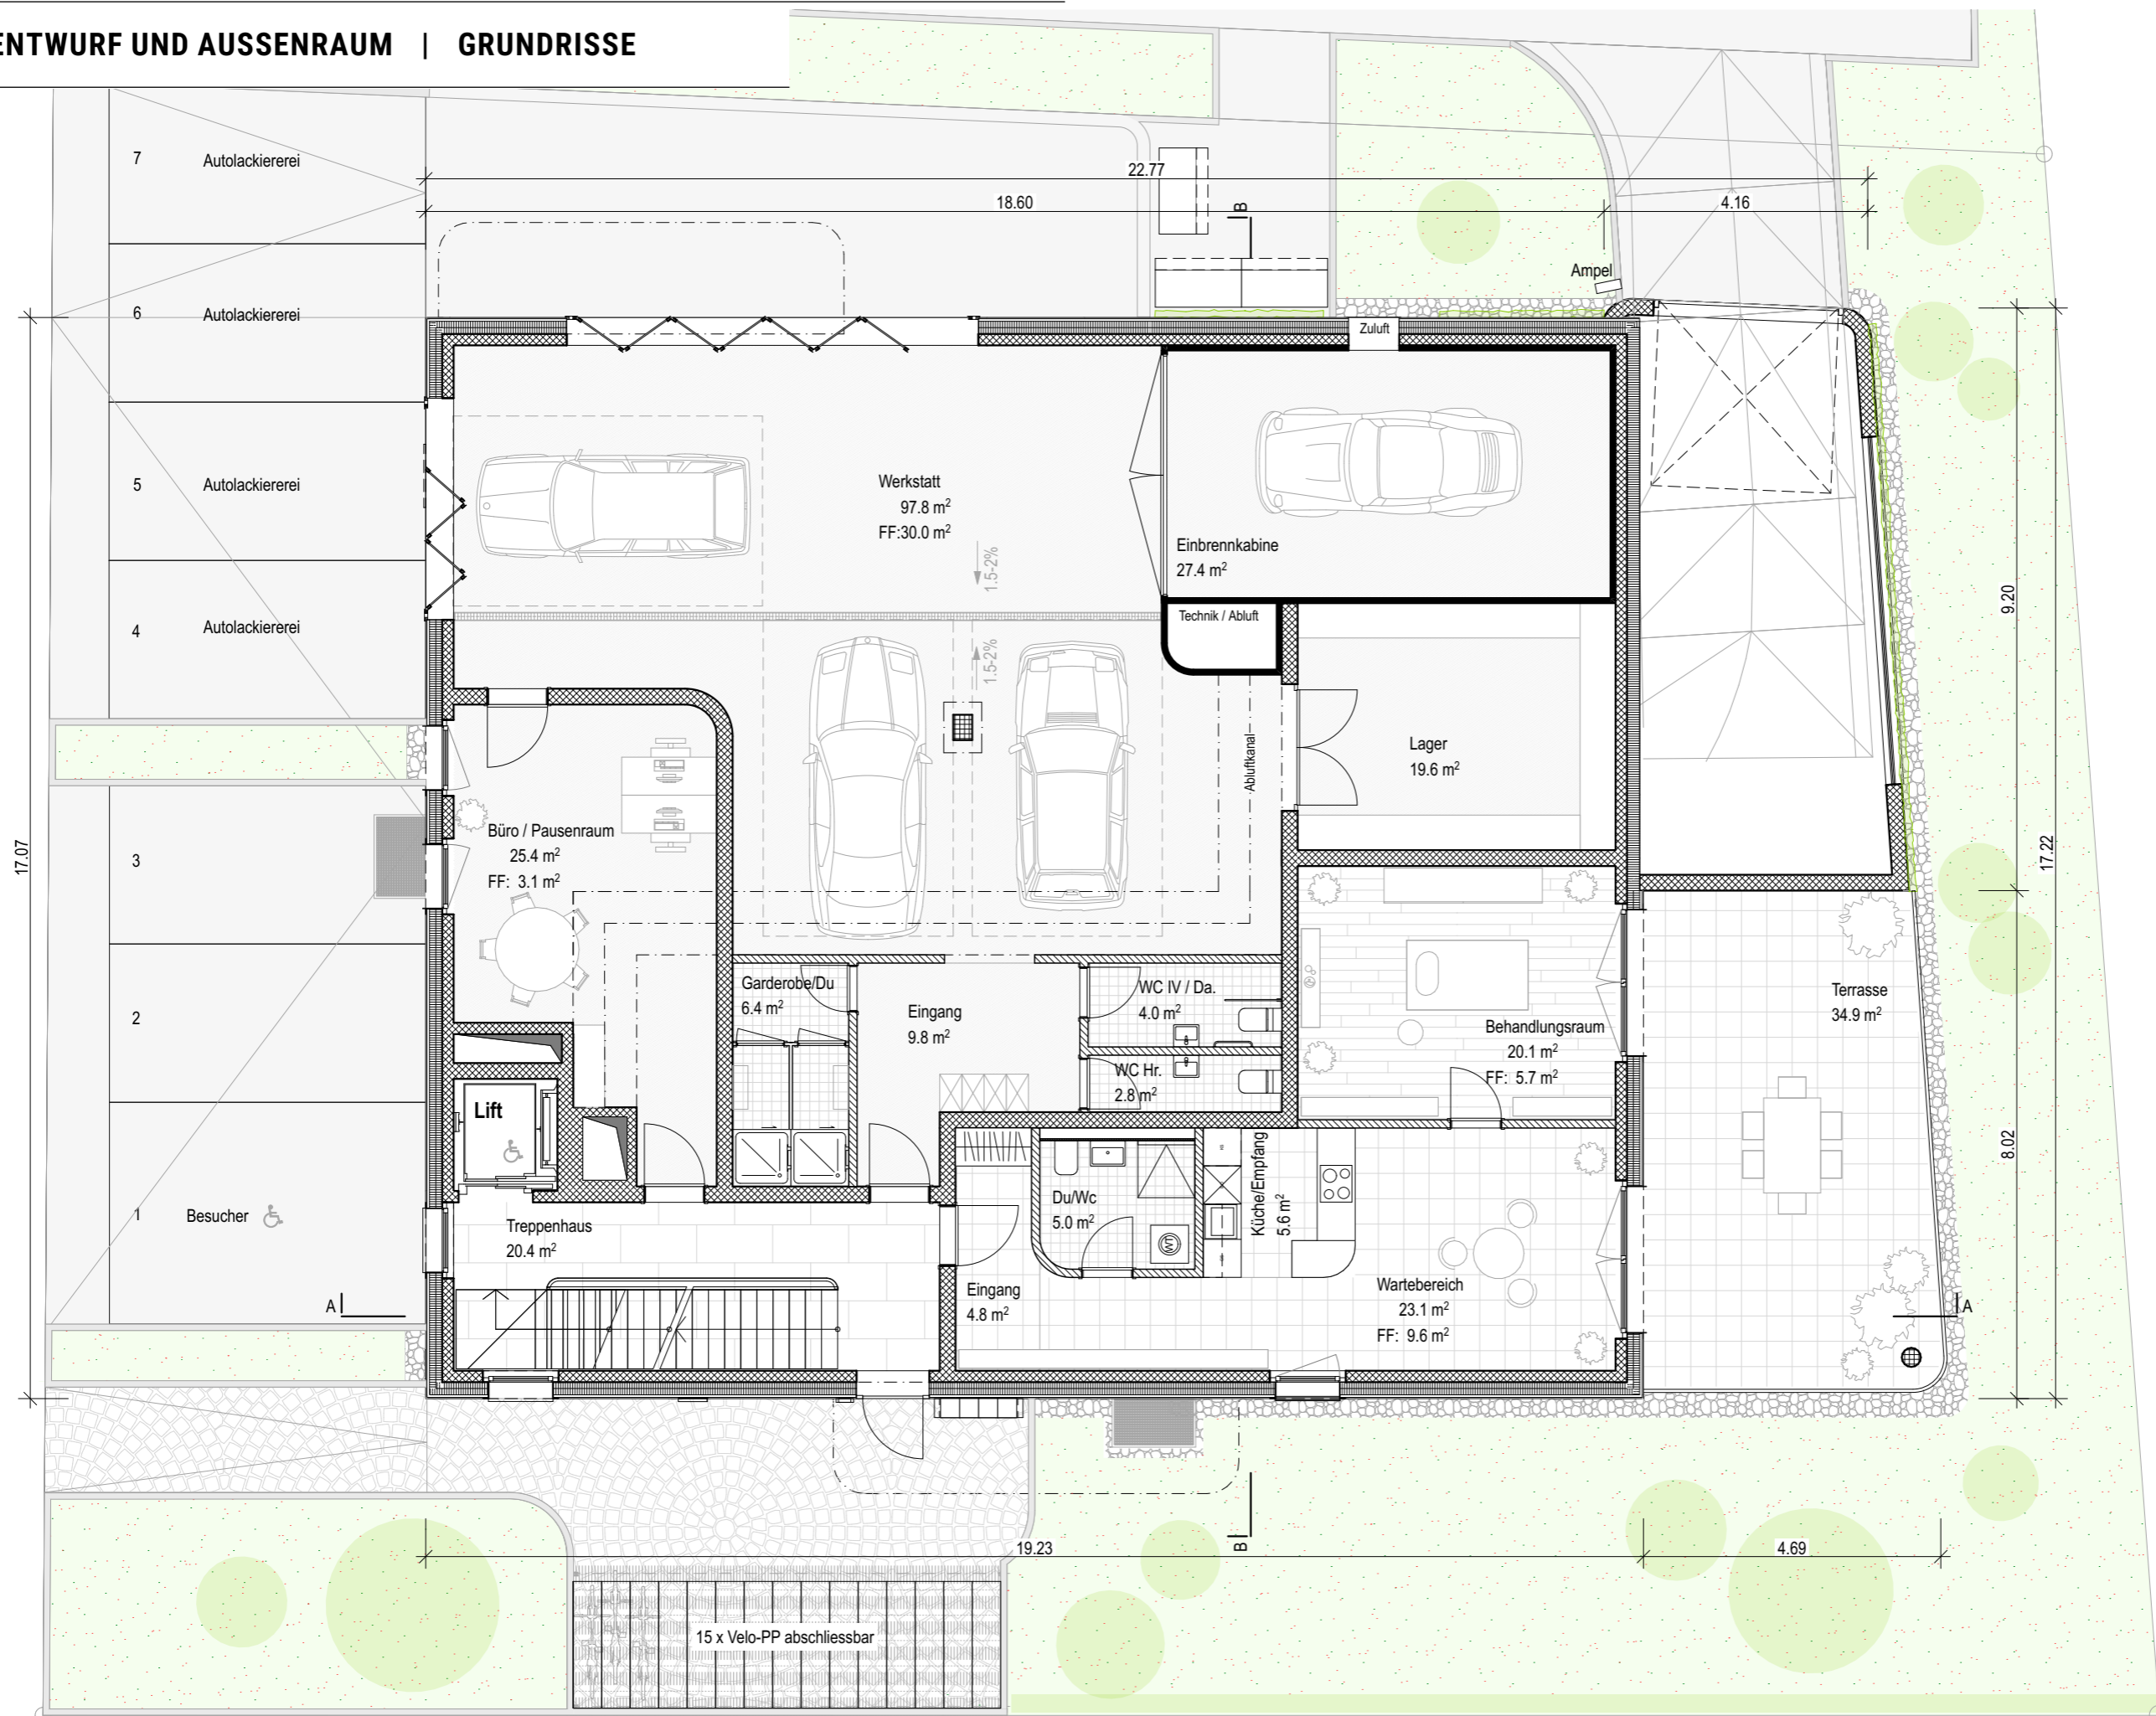 ENTWURF UND AUSSENRAUM | GRUNDRISSE
7 Autolackiererei
22.77
18.60
4.16
B
Ampel
6 Autolackiererei
Zuluft
5 Autolackiererei
Werkstatt
97.8 m²
FF:30.0 m²
Einbrennkabine
27.4 m²
1.5-2%
9.20
4 Autolackiererei
Technik / Abluft
1.5-2%
Abluftkanal
Lager
19.6 m²
17.07
3
Büro / Pausenraum
25.4 m²
FF: 3.1 m²
17.22
2
Garderobe/Du
6.4 m²
Eingang
9.8 m²
WC IV / Da.
4.0 m²
WC Hr.
2.8 m²
Behandlungsraum
20.1 m²
FF: 5.7 m²
Terrasse
34.9 m²
Lift
8.02
1 Besucher
Treppenhaus
20.4 m²
Du/Wc
5.0 m²
WT
Küche/Empfang
5.6 m²
Eingang
4.8 m²
Wartebereich
23.1 m²
FF: 9.6 m²
A
A
B
19.23
4.69
15 x Velo-PP abschliessbar